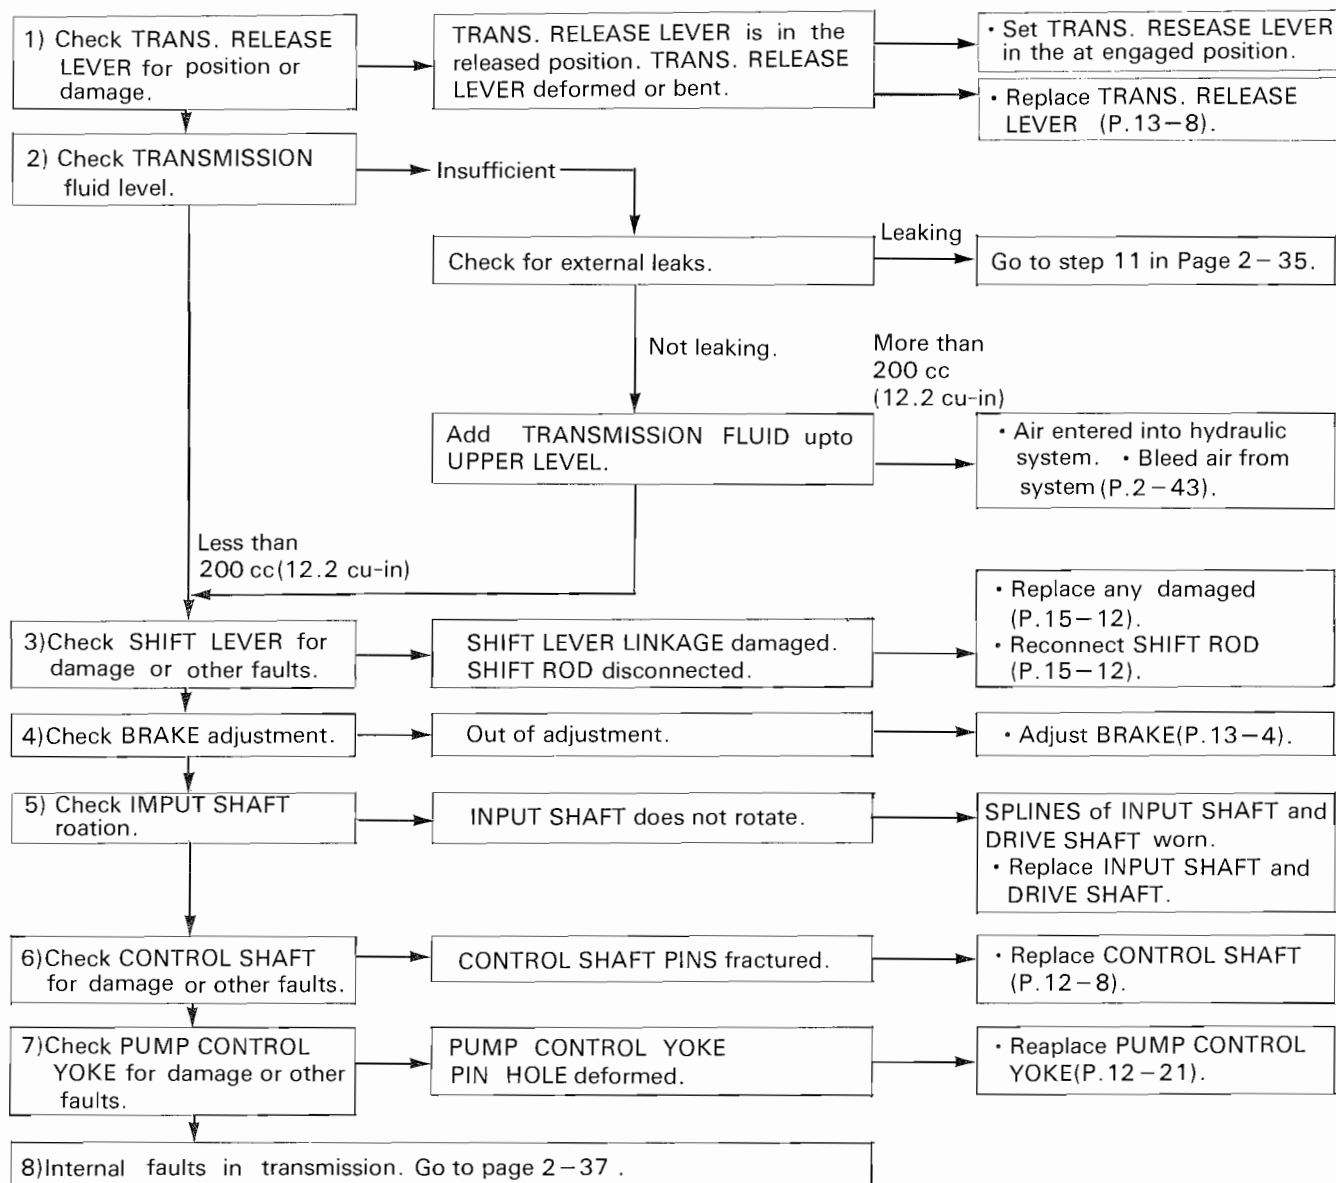 1) Check TRANS. RELEASE
LEVER for position or
damage.
TRANS. RELEASE LEVER is in the
released position. TRANS. RELEASE
LEVER deformed or bent.
• Set TRANS. RESEASE LEVER
in the at engaged position.
• Replace TRANS. RELEASE
LEVER (P.13–8).
2) Check TRANSMISSION
fluid level.
Insufficient
Check for external leaks.
Leaking
Go to step 11 in Page 2–35.
Not leaking.
More than
200 cc
(12.2 cu-in)
Add TRANSMISSION FLUID upto
UPPER LEVEL.
• Air entered into hydraulic
system. • Bleed air from
system(P.2–43).
Less than
200 cc(12.2 cu-in)
3)Check SHIFT LEVER for
damage or other faults.
SHIFT LEVER LINKAGE damaged.
SHIFT ROD disconnected.
• Replace any damaged
(P.15–12).
• Reconnect SHIFT ROD
(P.15–12).
4)Check BRAKE adjustment.
Out of adjustment.
• Adjust BRAKE(P.13–4).
5) Check IMPUT SHAFT
roation.
INPUT SHAFT does not rotate.
SPLINES of INPUT SHAFT and
DRIVE SHAFT worn.
• Replace INPUT SHAFT and
DRIVE SHAFT.
6)Check CONTROL SHAFT
for damage or other faults.
CONTROL SHAFT PINS fractured.
• Replace CONTROL SHAFT
(P.12–8).
7)Check PUMP CONTROL
YOKE for damage or other
faults.
PUMP CONTROL YOKE
PIN HOLE deformed.
• Reaplace PUMP CONTROL
YOKE(P.12–21).
8)Internal faults in transmission. Go to page 2–37 .